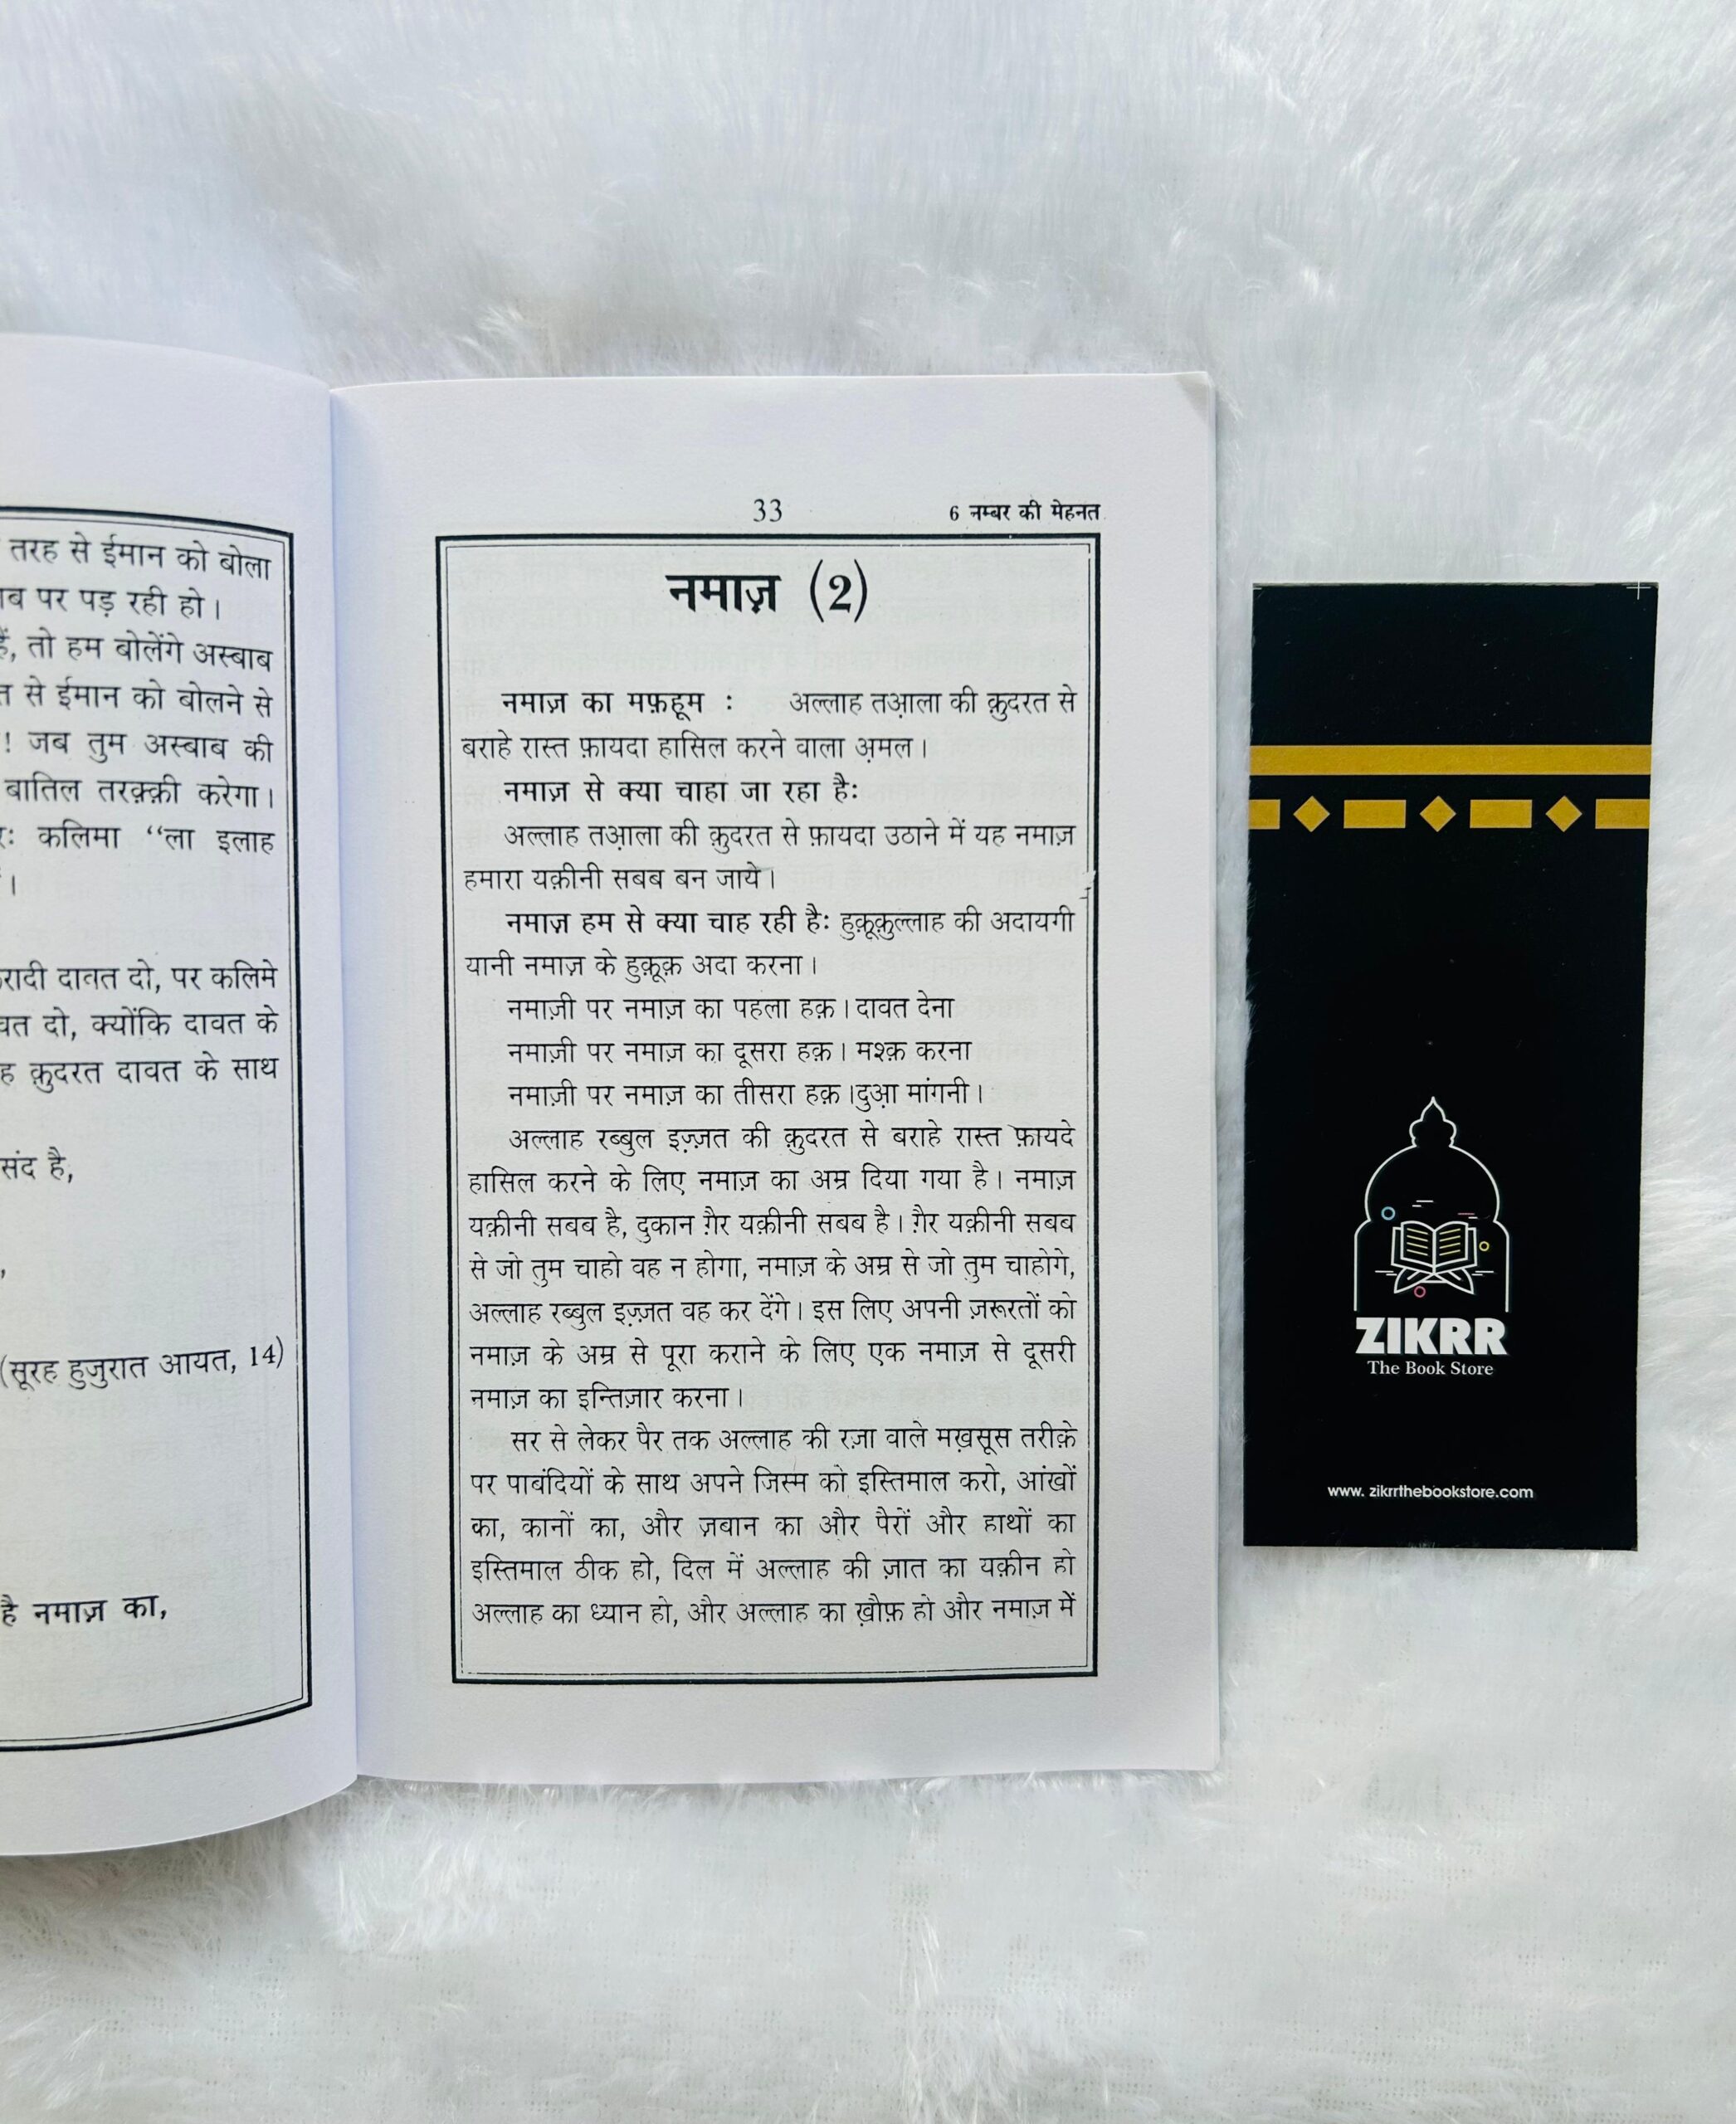 तरह से ईमान को बोला
पर पड़ रही हो।
तो हम बोलेंगे अस्बाब
से ईमान को बोलने से
! जब तुम अस्बाब की
बातिल तरक़्क़ी करेगा।
कलिमा “ला इलाह
।
दावत दो, पर कलिमे
दो, क्योंकि दावत के
क़ुदरत दावत के साथ
है,
,
(सूरह हुजुरात आयत, 14)
है नमाज़ का,
33
6 नम्बर की मेहनत
नमाज़ (2)
नमाज़ का मफ़हूम : अल्लाह तआ़ला की क़ुदरत से
बराहे रास्त फ़ायदा हासिल करने वाला अ़मल।
नमाज़ से क्या चाहा जा रहा है:
अल्लाह तआ़ला की क़ुदरत से फ़ायदा उठाने में यह नमाज़
हमारा यक़ीनी सबब बन जाये।
नमाज़ हम से क्या चाह रही है: हुक़ूक़ुल्लाह की अदायगी
यानी नमाज़ के हुक़ूक़ अदा करना।
नमाज़ी पर नमाज़ का पहला हक़। दावत देना
नमाज़ी पर नमाज़ का दूसरा हक़। मश्क़ करना
नमाज़ी पर नमाज़ का तीसरा हक़।दुआ़ मांगनी।
अल्लाह रब्बुल इज़्ज़त की क़ुदरत से बराहे रास्त फ़ायदे
हासिल करने के लिए नमाज़ का अम्र दिया गया है। नमाज़
यक़ीनी सबब है, दुकान ग़ैर यक़ीनी सबब है। ग़ैर यक़ीनी सबब
से जो तुम चाहो वह न होगा, नमाज़ के अम्र से जो तुम चाहोगे,
अल्लाह रब्बुल इज़्ज़त वह कर देंगे। इस लिए अपनी ज़रूरतों को
नमाज़ के अम्र से पूरा कराने के लिए एक नमाज़ से दूसरी
नमाज़ का इन्तिज़ार करना।
सर से लेकर पैर तक अल्लाह की रज़ा वाले मख़सूस तरीक़े
पर पाबंदियों के साथ अपने जिस्म को इस्तिमाल करो, आंखों
का, कानों का, और ज़बान का और पैरों और हाथों का
इस्तिमाल ठीक हो, दिल में अल्लाह की ज़ात का यक़ीन हो
अल्लाह का ध्यान हो, और अल्लाह का ख़ौफ़ हो और नमाज़ में
ZIKRR
The Book Store
www. zikrrthebookstore.com